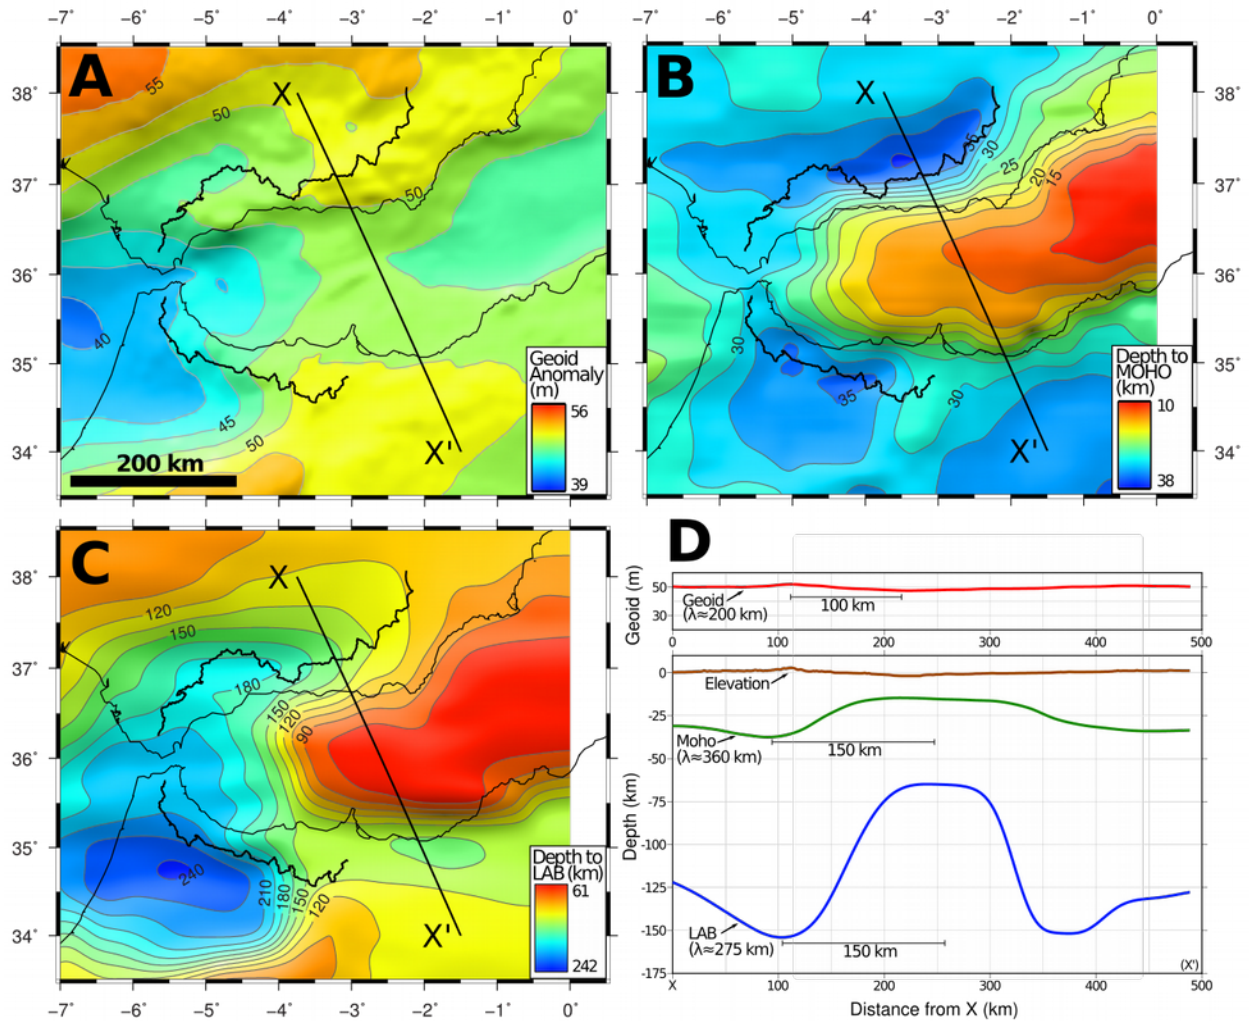 −7° −6° −5° −4° −3° −2° −1° 0°
−7° −6° −5° −4° −3° −2° −1° 0°
A
X
55
50
38°
37°
50
36°
40
35°
45
50
34°
X'
200 km
Geoid
Anomaly
(m)
56
39
B
X
38°
35
30
25
20
15
37°
36°
30
35°
35
30
34°
X'
Depth to
MOHO
(km)
10
38
C
X
38°
120
150
37°
180
150
120
90
36°
35°
240
210
180
150
120
34°
X'
Depth to
LAB (km)
61
242
−7° −6° −5° −4° −3° −2° −1° 0°
D
Geoid (m)
50
30
Geoid
(λ≈200 km)
100 km
0 100 200 300 400 500
Depth (km)
0
-25
-50
-75
-100
-125
-150
-175
Elevation
Moho
(λ≈360 km)
150 km
LAB
(λ≈275 km)
150 km
(X')
X 100 200 300 400 500
Distance from X (km)